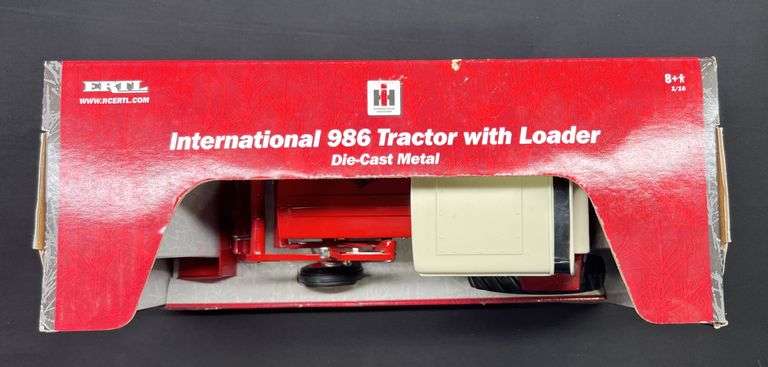 ERTL
WWW.RCERTL.COM
IH
8+
1/16
International 986 Tractor with Loader
Die-Cast Metal